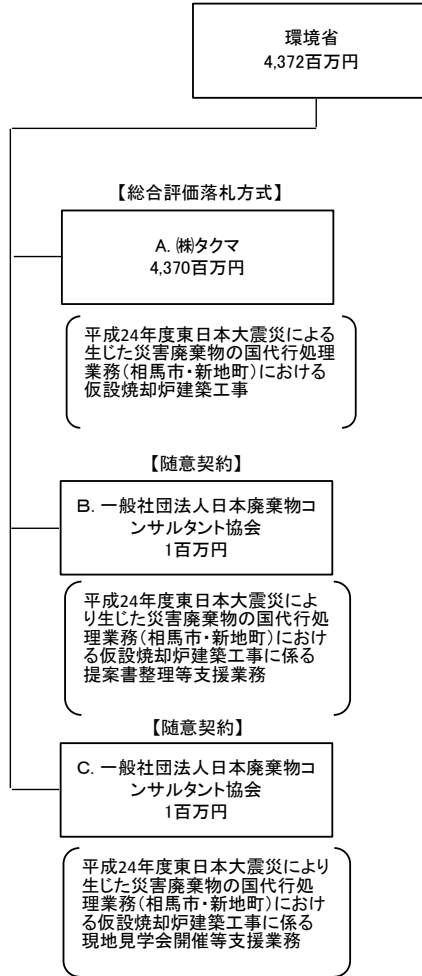 環境省
4,372百万円
【総合評価落札方式】
A. ㈱タクマ
4,370百万円
平成24年度東日本大震災による
生じた災害廃棄物の国代行処理
業務(相馬市・新地町)における
仮設焼却炉建築工事
【随意契約】
B. 一般社団法人日本廃棄物コ
ンサルタント協会
1百万円
平成24年度東日本大震災によ
り生じた災害廃棄物の国代行処
理業務(相馬市・新地町)におけ
る仮設焼却炉建築工事に係る
提案書整理等支援業務
【随意契約】
C. 一般社団法人日本廃棄物コ
ンサルタント協会
1百万円
平成24年度東日本大震災により
生じた災害廃棄物の国代行処
理業務(相馬市・新地町)におけ
る仮設焼却炉建築工事に係る
現地見学会開催等支援業務